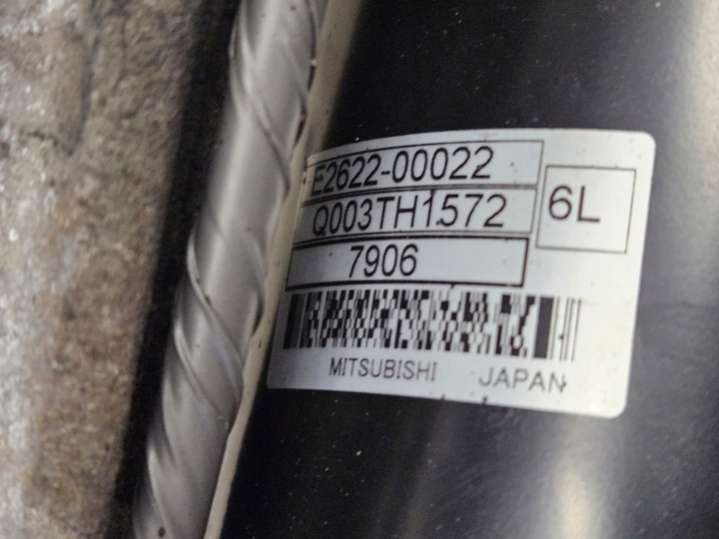 E2622-00022
Q003TH1572
6L
7906
MITSUBISHI JAPAN